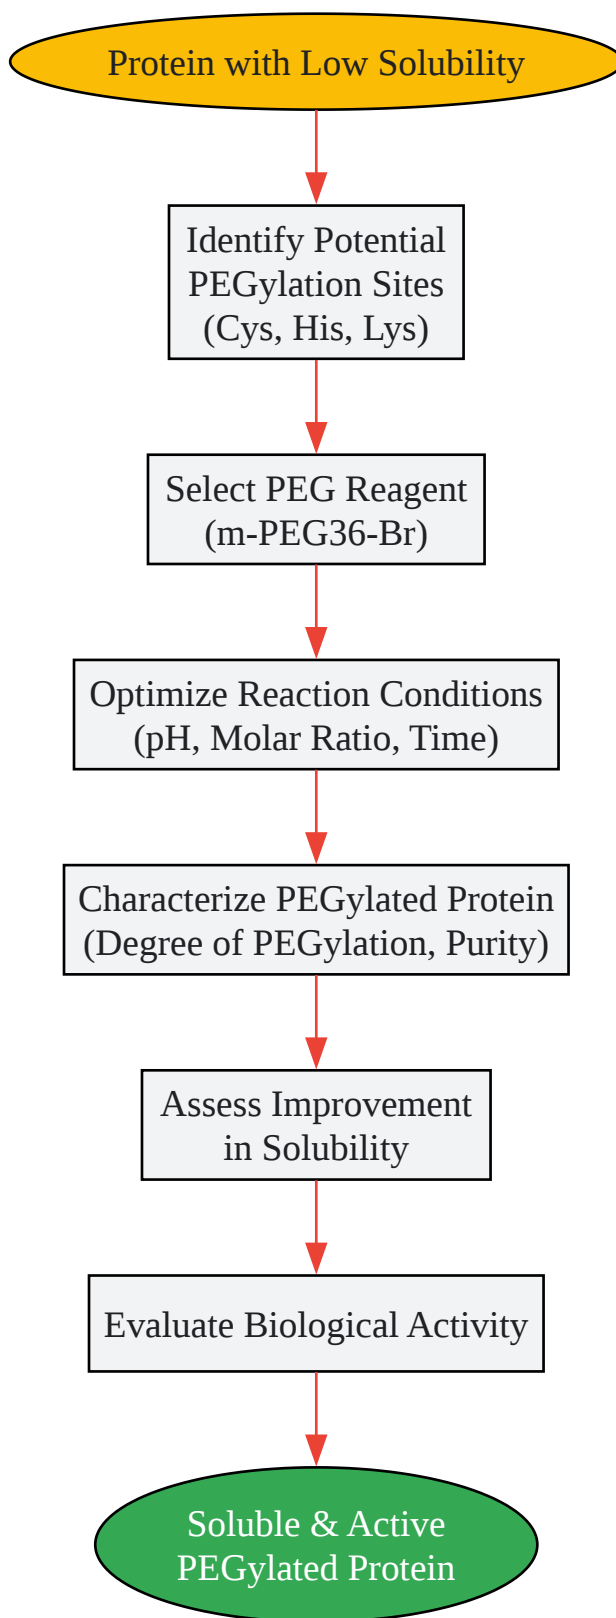 Protein with Low Solubility
Identify Potential
PEGylation Sites
(Cys, His, Lys)
Select PEG Reagent
(m-PEG36-Br)
Optimize Reaction Conditions
(pH, Molar Ratio, Time)
Characterize PEGylated Protein
(Degree of PEGylation, Purity)
Assess Improvement
in Solubility
Evaluate Biological Activity
Soluble & Active
PEGylated Protein